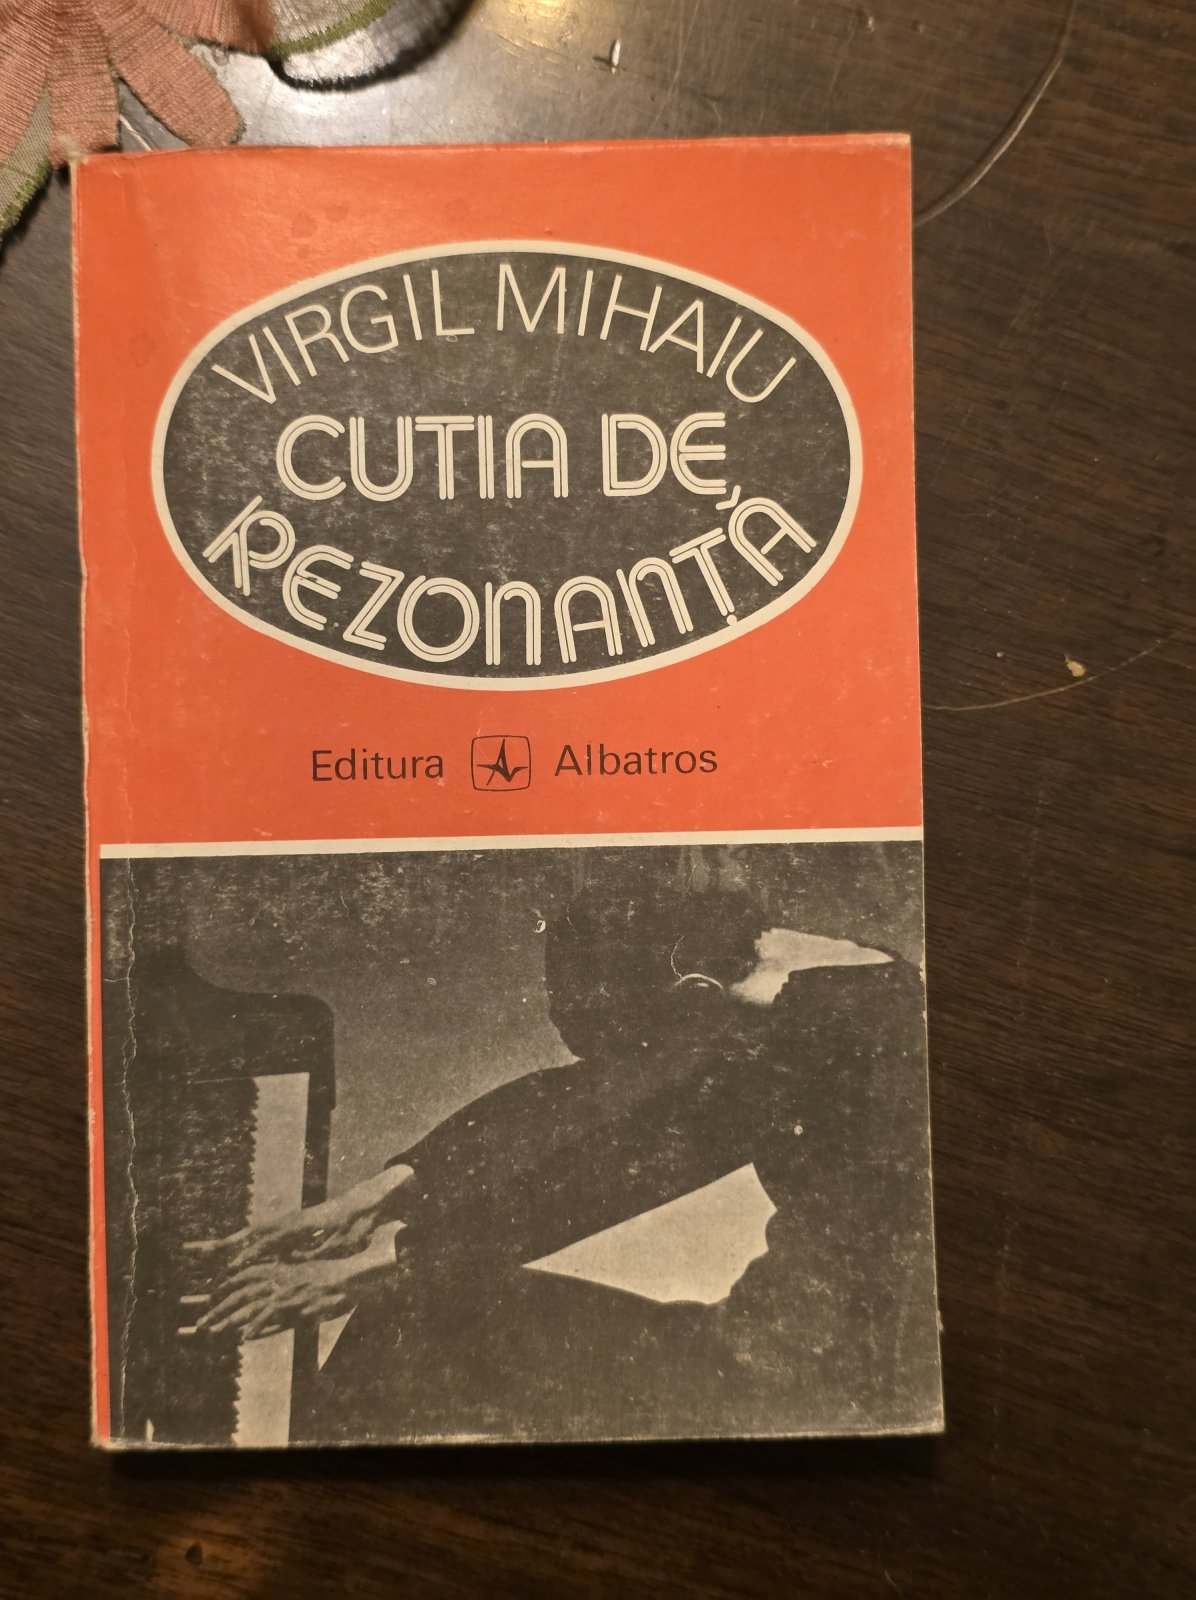 VIRGIL MIHAIU
CUTIA DE
REZONANȚĂ
Editura Albatros